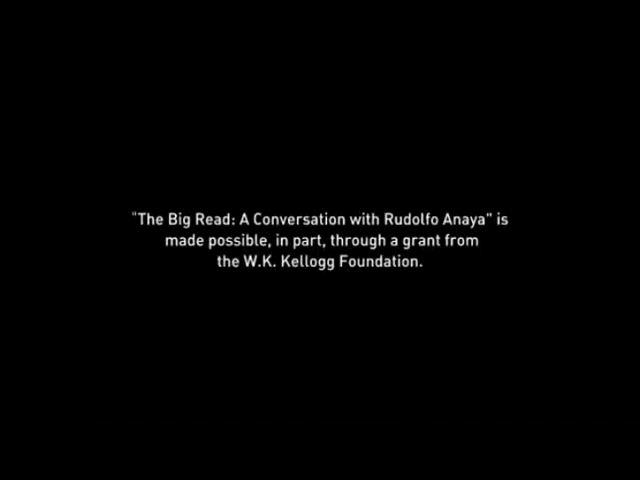 "The Big Read: A Conversation with Rudolfo Anaya" is
made possible, in part, through a grant from
the W.K. Kellogg Foundation.